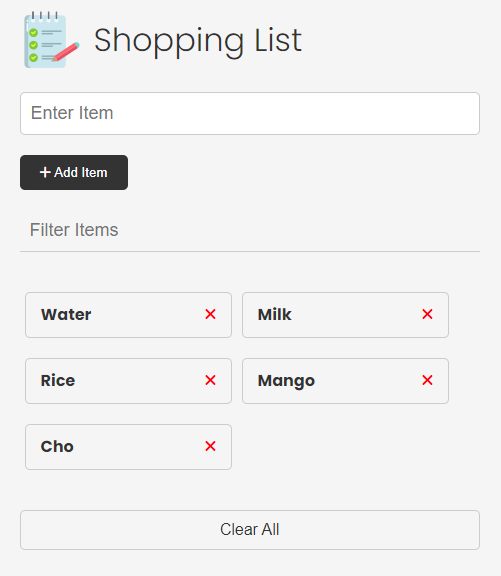 Shopping List
Enter Item
+ Add Item
Filter Items
Water
Milk
Rice
Mango
Cho
Clear All